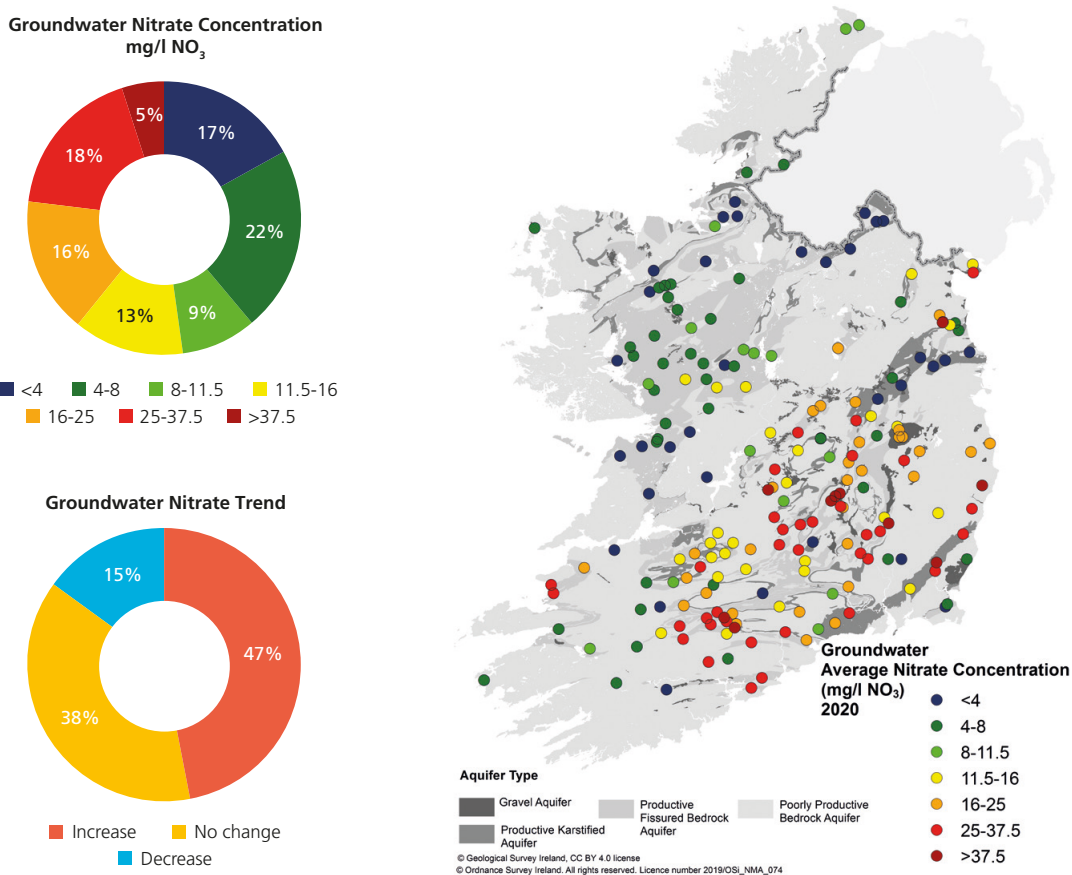 Groundwater Nitrate Concentration
mg/l NO₃
5%
17%
18%
22%
16%
13%
9%
<4
4-8
8-11.5
11.5-16
16-25
25-37.5
>37.5
Groundwater Nitrate Trend
15%
47%
38%
Increase
No change
Decrease
Groundwater
Average Nitrate Concentration
(mg/l NO₃)
2020
<4
4-8
8-11.5
11.5-16
16-25
25-37.5
>37.5
Aquifer Type
Gravel Aquifer
Productive Karstified
Aquifer
Productive
Fissured Bedrock
Aquifer
Poorly Productive
Bedrock Aquifer
© Geological Survey Ireland, CC BY 4.0 license
© Ordnance Survey Ireland. All rights reserved. Licence number 2019/OSi_NMA_074